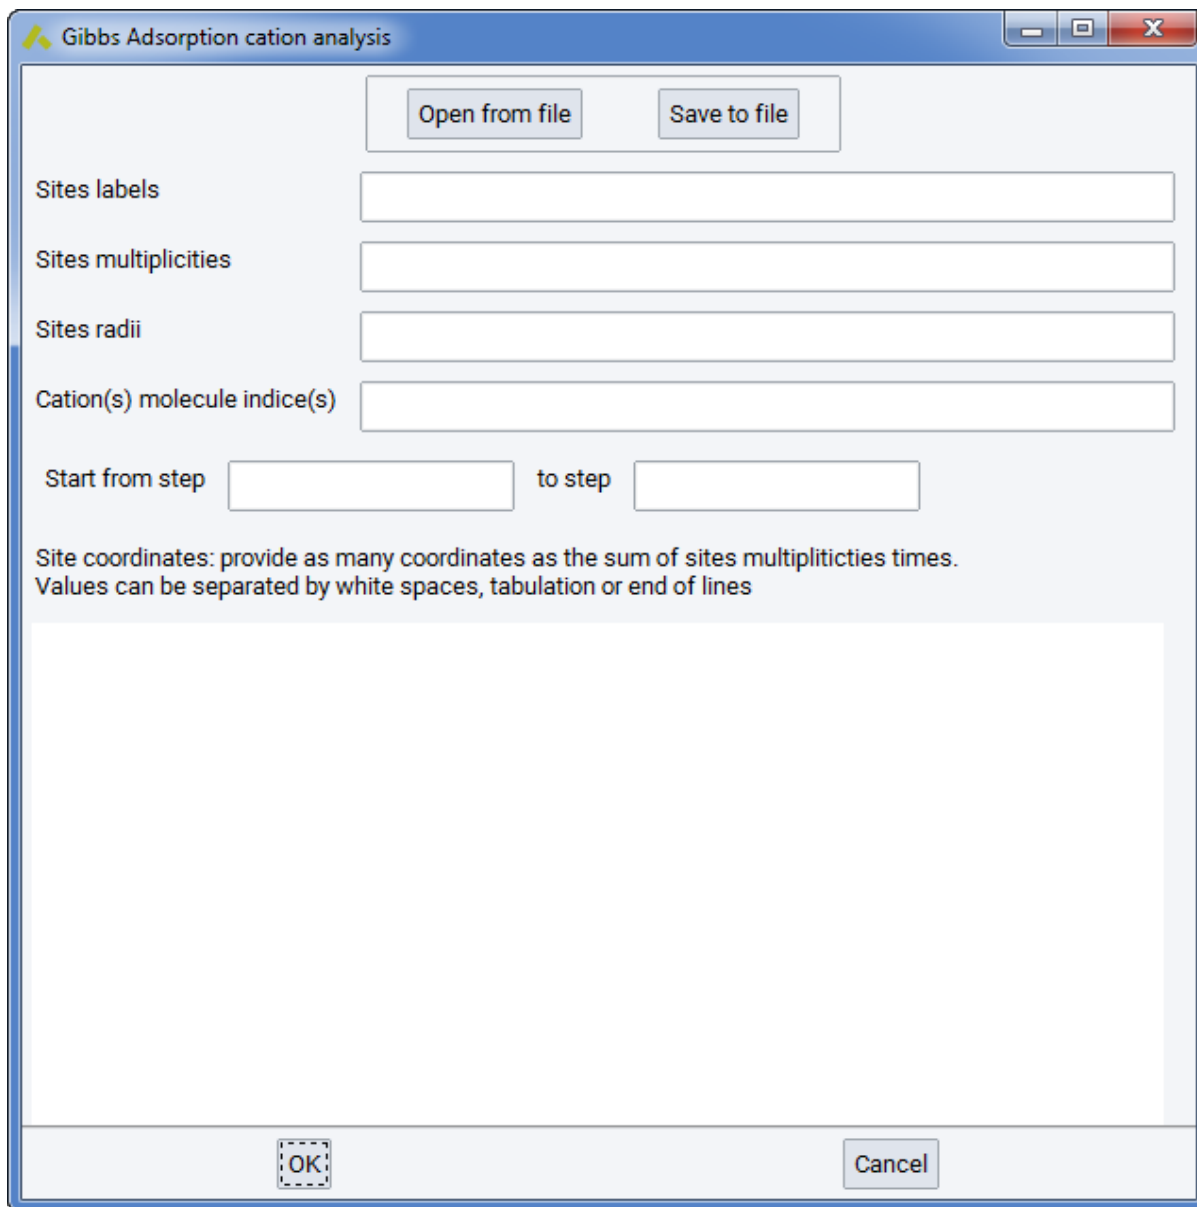 Gibbs Adsorption cation analysis
Open from file Save to file
Sites labels
Sites multiplicities
Sites radii
Cation(s) molecule indice(s)
Start from step to step
Site coordinates: provide as many coordinates as the sum of sites multipliticties times.
Values can be separated by white spaces, tabulation or end of lines
OK Cancel